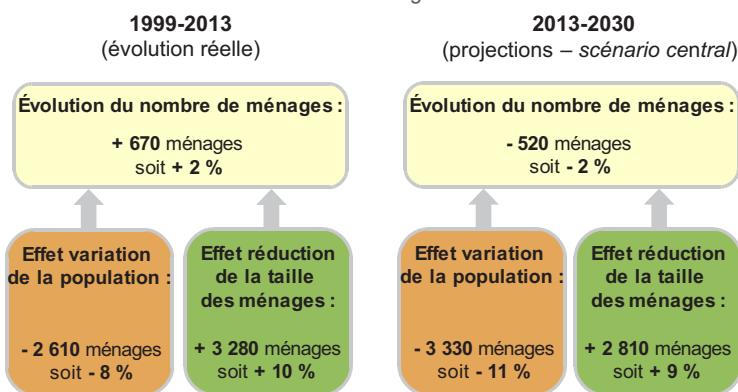 1999-2013
(évolution réelle)
Évolution du nombre de ménages :
+ 670 ménages
soit + 2 %
Effet variation
de la population :
- 2 610 ménages
soit - 8 %
Effet réduction
de la taille
des ménages :
+ 3 280 ménages
soit + 10 %
2013-2030
(projections – scénario central)
Évolution du nombre de ménages :
- 520 ménages
soit - 2 %
Effet variation
de la population :
- 3 330 ménages
soit - 11 %
Effet réduction
de la taille
des ménages :
+ 2 810 ménages
soit + 9 %